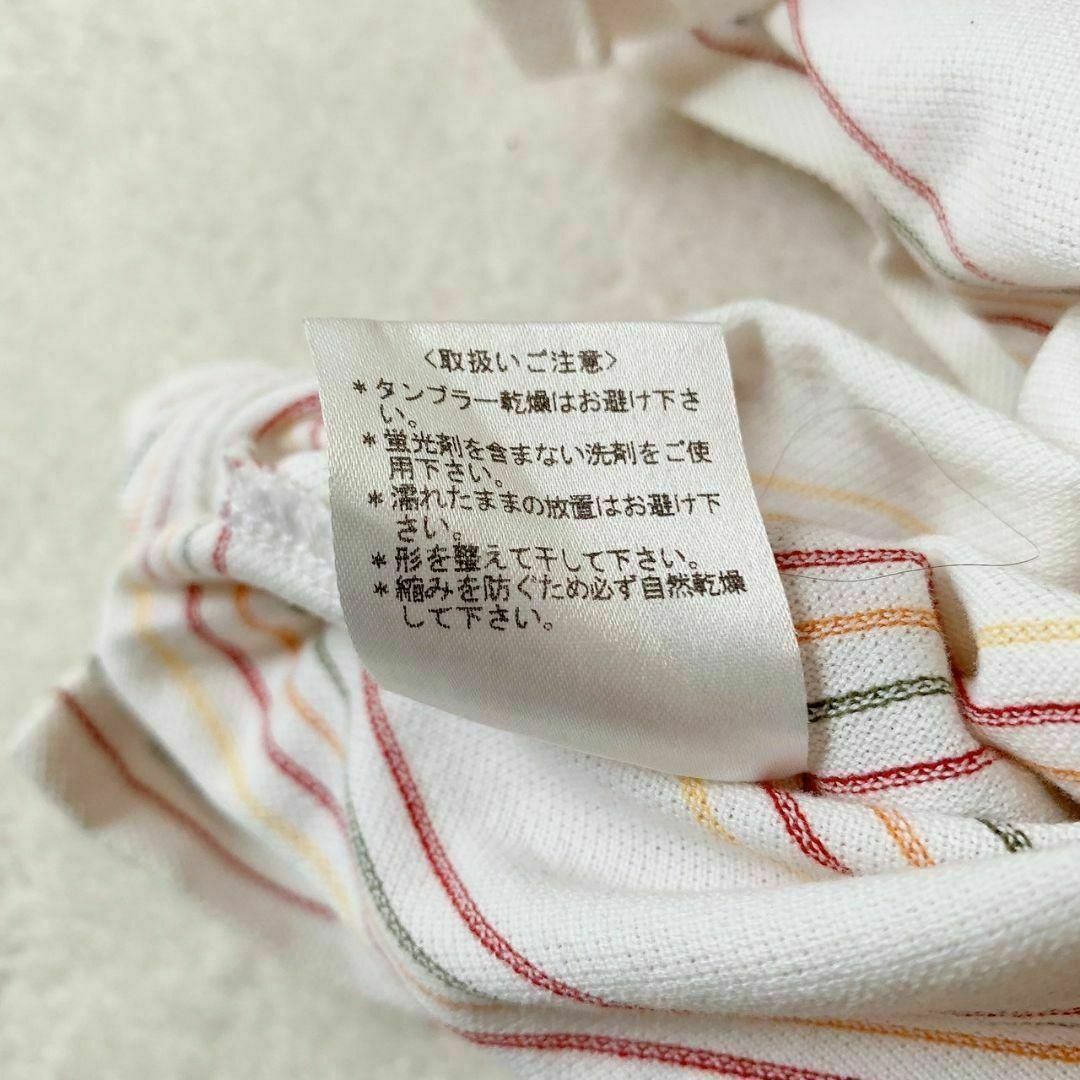 〈取扱いご注意〉
*タンブラー乾燥はお避け下さ
い。
*蛍光剤を含まない洗剤をご使
用下さい。
*濡れたままの放置はお避け下
さい。
*形を整えて干して下さい。
*縮みを防ぐため必ず自然乾燥
して下さい。